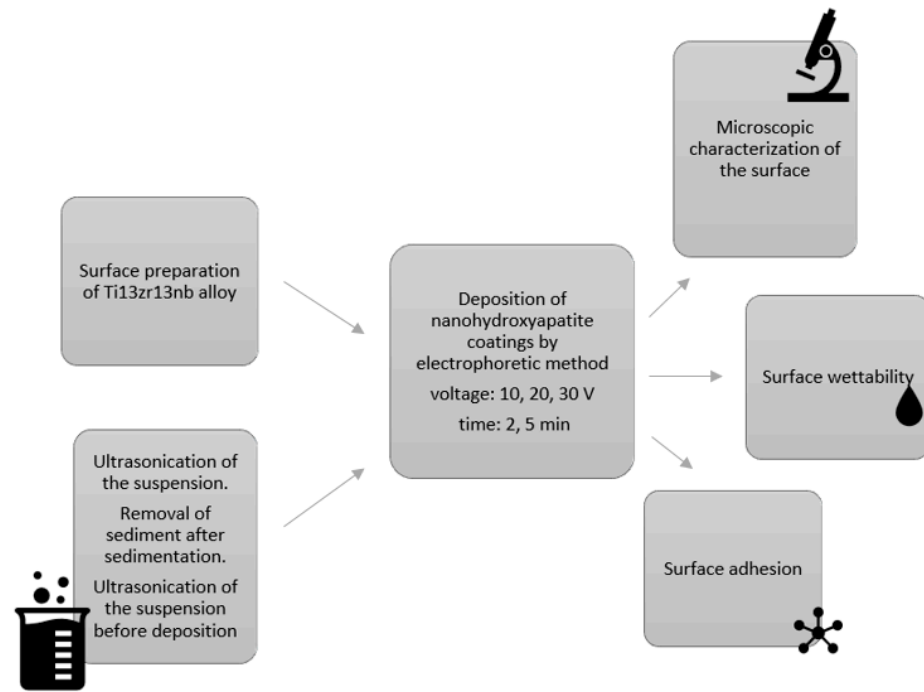 Surface preparation
of Ti13zr13nb alloy
Ultrasonication of
the suspension.
Removal of
sediment after
sedimentation.
Ultrasonication of
the suspension
before deposition
Deposition of
nanohydroxyapatite
coatings by
electrophoretic method
voltage: 10, 20, 30 V
time: 2, 5 min
Microscopic
characterization of
the surface
Surface wettability
Surface adhesion